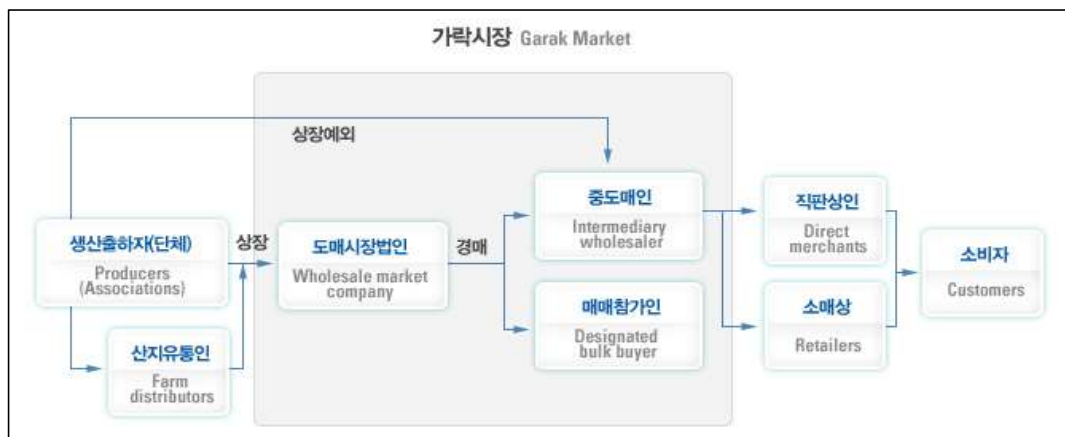 가락시장 Garak Market
상장예외
생산출하자(단체)
Producers
(Associations)
상장
산지유통인
Farm
distributors
도매시장법인
Wholesale market
company
경매
중도매인
Intermediary
wholesaler
매매참가인
Designated
bulk buyer
직판상인
Direct
merchants
소매상
Retailers
소비자
Customers